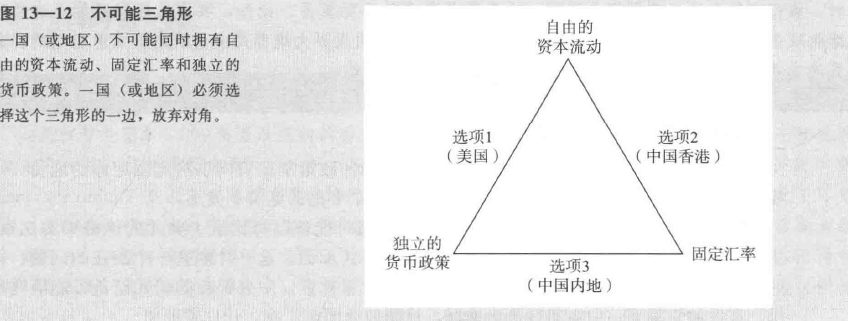 图 13—12 不可能三角形
一国（或地区）不可能同时拥有自
由的资本流动、固定汇率和独立的
货币政策。一国（或地区）必须选
择这个三角形的一边，放弃对角。
自由的
资本流动
选项1
（美国）
选项2
（中国香港）
独立的
货币政策
固定汇率
选项3
（中国内地）